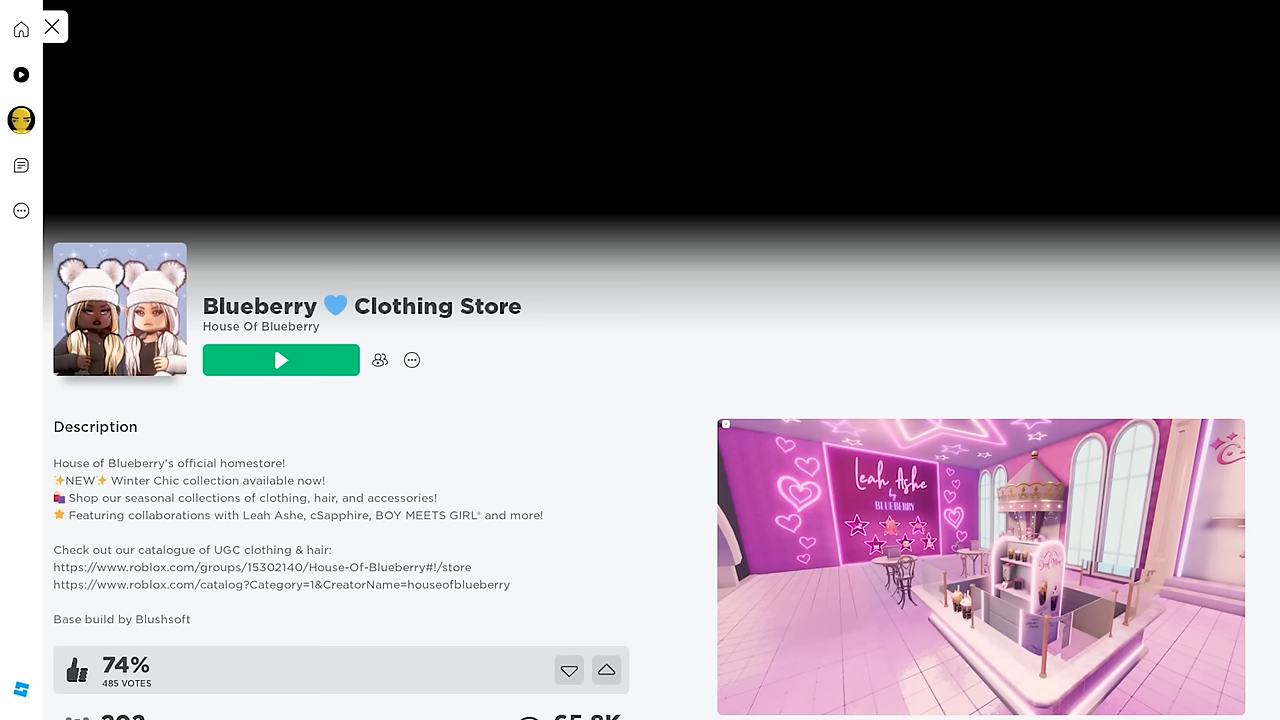 Blueberry 💙 Clothing Store
House Of Blueberry
Description
House of Blueberry's official homestore!
✨NEW✨ Winter Chic collection available now!
🛍️ Shop our seasonal collections of clothing, hair, and accessories!
⭐ Featuring collaborations with Leah Ashe, cSapphire, BOY MEETS GIRL® and more!
Check out our catalogue of UGC clothing & hair:
https://www.roblox.com/groups/15302140/House-Of-Blueberry#!/store
https://www.roblox.com/catalog?Category=1&CreatorName=houseofblueberry
Base build by Blushsoft
Leah Ashe
by
BLUEBERRY
74%
485 VOTES